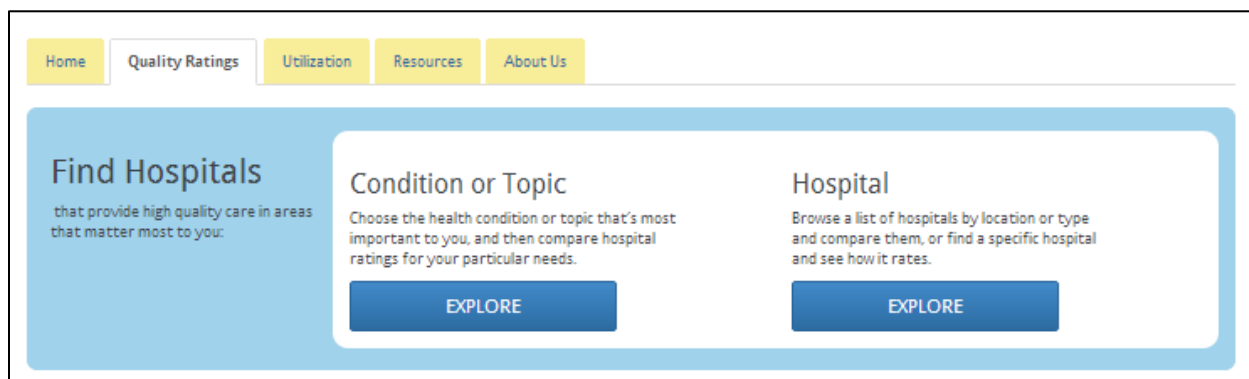 Home Quality Ratings Utilization Resources About Us
Find Hospitals
that provide high quality care in areas
that matter most to you:
Condition or Topic
Choose the health condition or topic that's most
important to you, and then compare hospital
ratings for your particular needs.
EXPLORE
Hospital
Browse a list of hospitals by location or type
and compare them, or find a specific hospital
and see how it rates.
EXPLORE